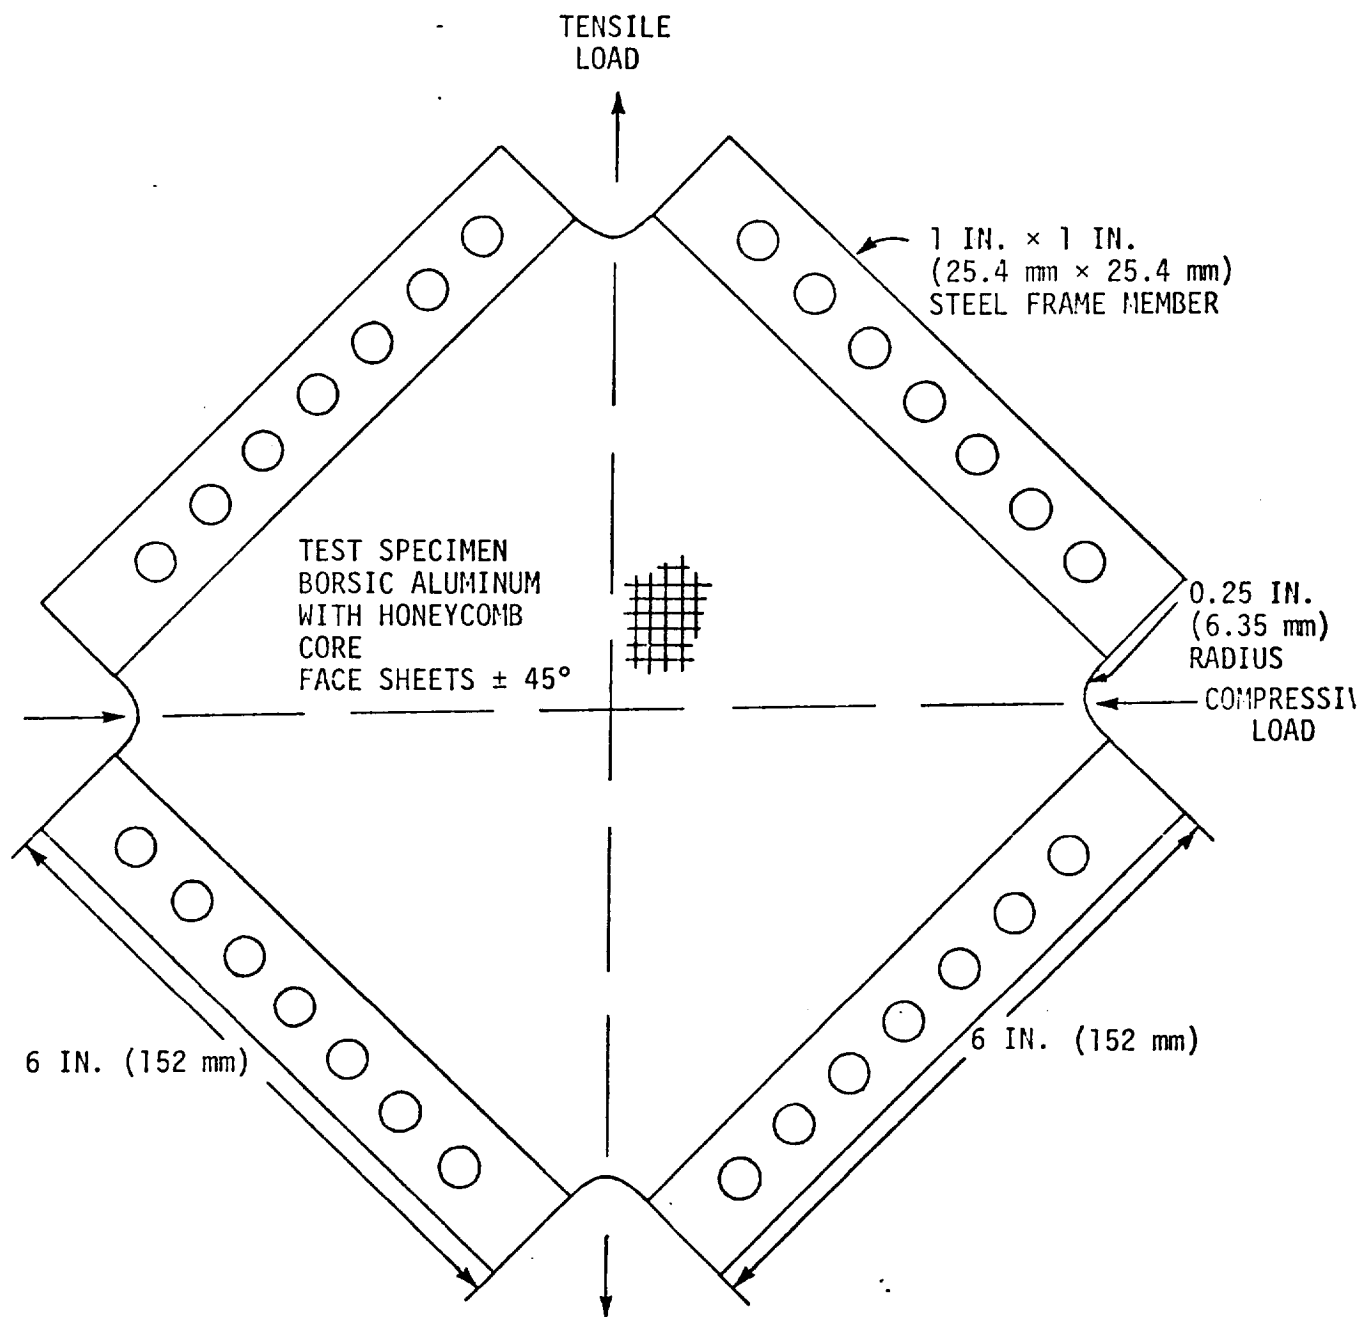 TENSILE
LOAD
1 IN. × 1 IN.
(25.4 mm × 25.4 mm)
STEEL FRAME MEMBER
TEST SPECIMEN
BORSIC ALUMINUM
WITH HONEYCOMB
CORE
FACE SHEETS ± 45°
0.25 IN.
(6.35 mm)
RADIUS
COMPRESSIV
LOAD
6 IN. (152 mm)
6 IN. (152 mm)